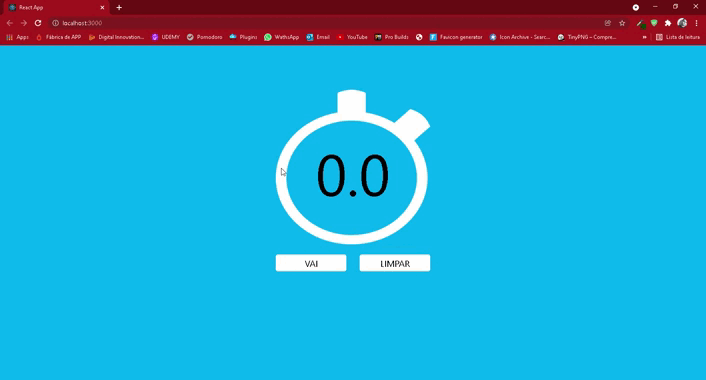 React App
localhost:3000
Apps Fábrica de APP Digital Innovation... UDEMY Pomodoro Plugins WathsApp Email YouTube Pro Builds Favicon generator Icon Archive - Searc... TinyPNG – Compre... » Lista de leitura
0.0
VAI LIMPAR